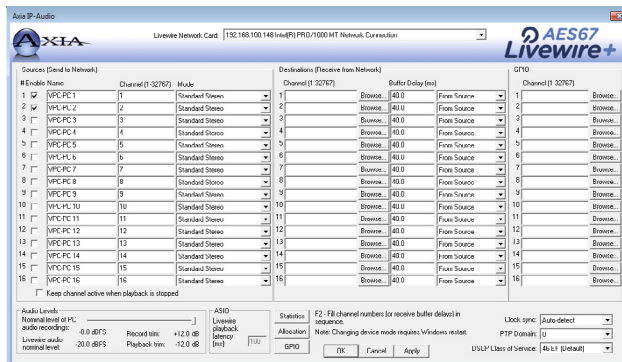 Axia IP-Audio
AXIA
Livewire Network Card: 192.168.100.148 Intel(R) PRO/1000 MT Network Connection
AES67
Livewire+
Sources (Send to Network)
Destinations (Receive from Network)
GPIO
# Enable Name Channel (1-32767) Mode
Channel (1 32767) Buffer Delay (ms)
Channel (1 32767)
1 VPC-PC 1 1 Standard Stereo 1 Browse... 40.0 From Source 1 Browse...
2 VPC-PC 2 2 Standard Stereo 2 Browse... 40.0 From Source 2 Browse...
3 VPC-PC 3 3 Standard Stereo 3 Browse... 40.0 From Source 3 Browse...
4 VPC-PC 4 4 Standard Stereo 4 Browse... 40.0 From Source 4 Browse...
5 VPC-PC 5 5 Standard Stereo 5 Browse... 40.0 From Source 5 Browse...
6 VPC-PC 6 6 Standard Stereo 6 Browse... 40.0 From Source 6 Browse...
7 VPC-PC 7 7 Standard Stereo 7 Browse... 40.0 From Source 7 Browse...
8 VPC-PC 8 8 Standard Stereo 8 Browse... 40.0 From Source 8 Browse...
9 VPC-PC 9 9 Standard Stereo 9 Browse... 40.0 From Source 9 Browse...
10 VPC-PC 10 10 Standard Stereo 10 Browse... 40.0 From Source 10 Browse...
11 VPC-PC 11 11 Standard Stereo 11 Browse... 40.0 From Source 11 Browse...
12 VPC-PC 12 12 Standard Stereo 12 Browse... 40.0 From Source 12 Browse...
13 VPC-PC 13 13 Standard Stereo 13 Browse... 40.0 From Source 13 Browse...
14 VPC-PC 14 14 Standard Stereo 14 Browse... 40.0 From Source 14 Browse...
15 VPC-PC 15 15 Standard Stereo 15 Browse... 40.0 From Source 15 Browse...
16 VPC-PC 16 16 Standard Stereo 16 Browse... 40.0 From Source 16 Browse...
Keep channel active when playback is stopped
Audio Levels
Nominal level of PC
audio recordings: -0.0 dBFS Record trim: +12.0 dB
Livewire audio
nominal level: -20.0 dBFS Playback trim: -12.0 dB
ASIO
Livewire
playback
latency
[ms] 100
Statistics
Allocation
GPIO
F2 - Fill channel numbers (or receive buffer delays) in
sequence.
Note: Changing device mode requires Windows restart.
OK Cancel Apply
Clock sync: Auto-detect
PTP Domain: 0
DSCP Class of Service: 46 EF (Default)